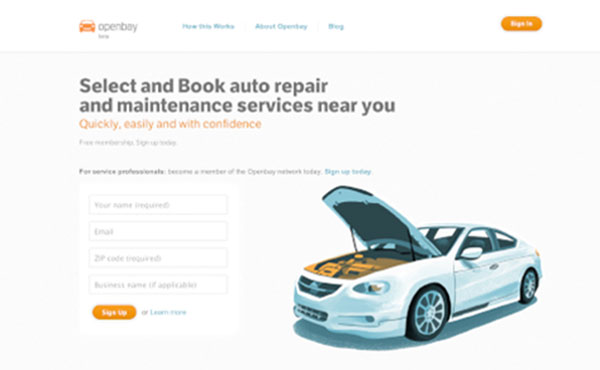 openbay
beta
How this Works
About Openbay
Blog
Sign In
Select and Book auto repair
and maintenance services near you
Quickly, easily and with confidence
Free membership. Sign up today.
For service professionals: become a member of the Openbay network today. Sign up today.
Your name (required)
Email
ZIP code (required)
Business name (if applicable)
Sign Up or Learn more